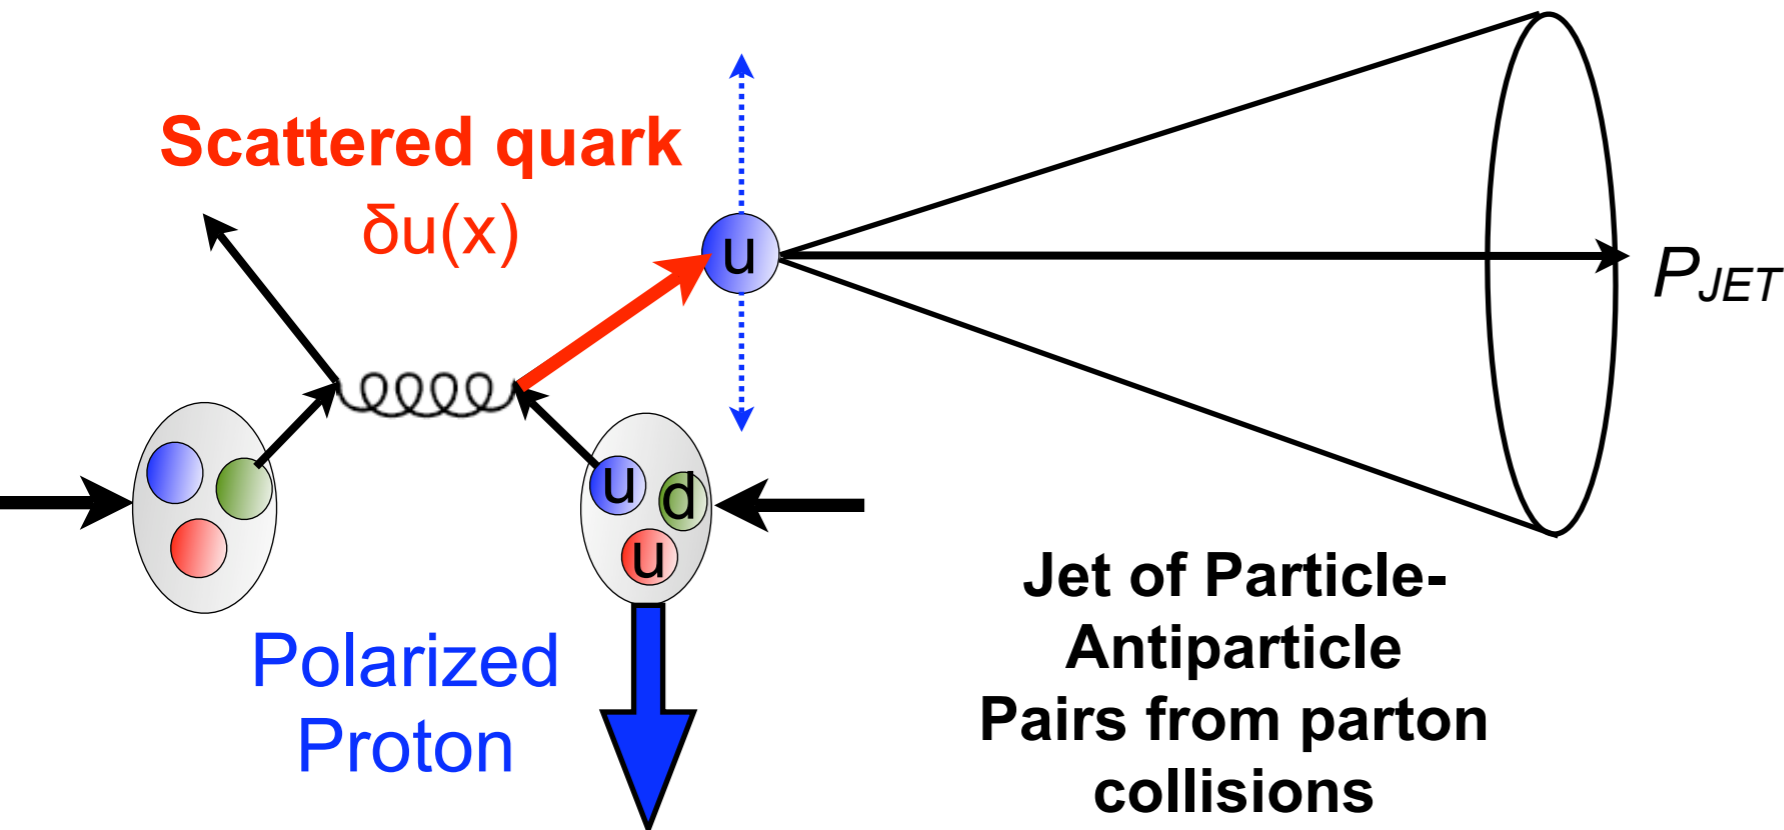 Scattered quark
δu(x)
u
P_JET
u
d
u
Polarized
Proton
Jet of Particle-
Antiparticle
Pairs from parton
collisions